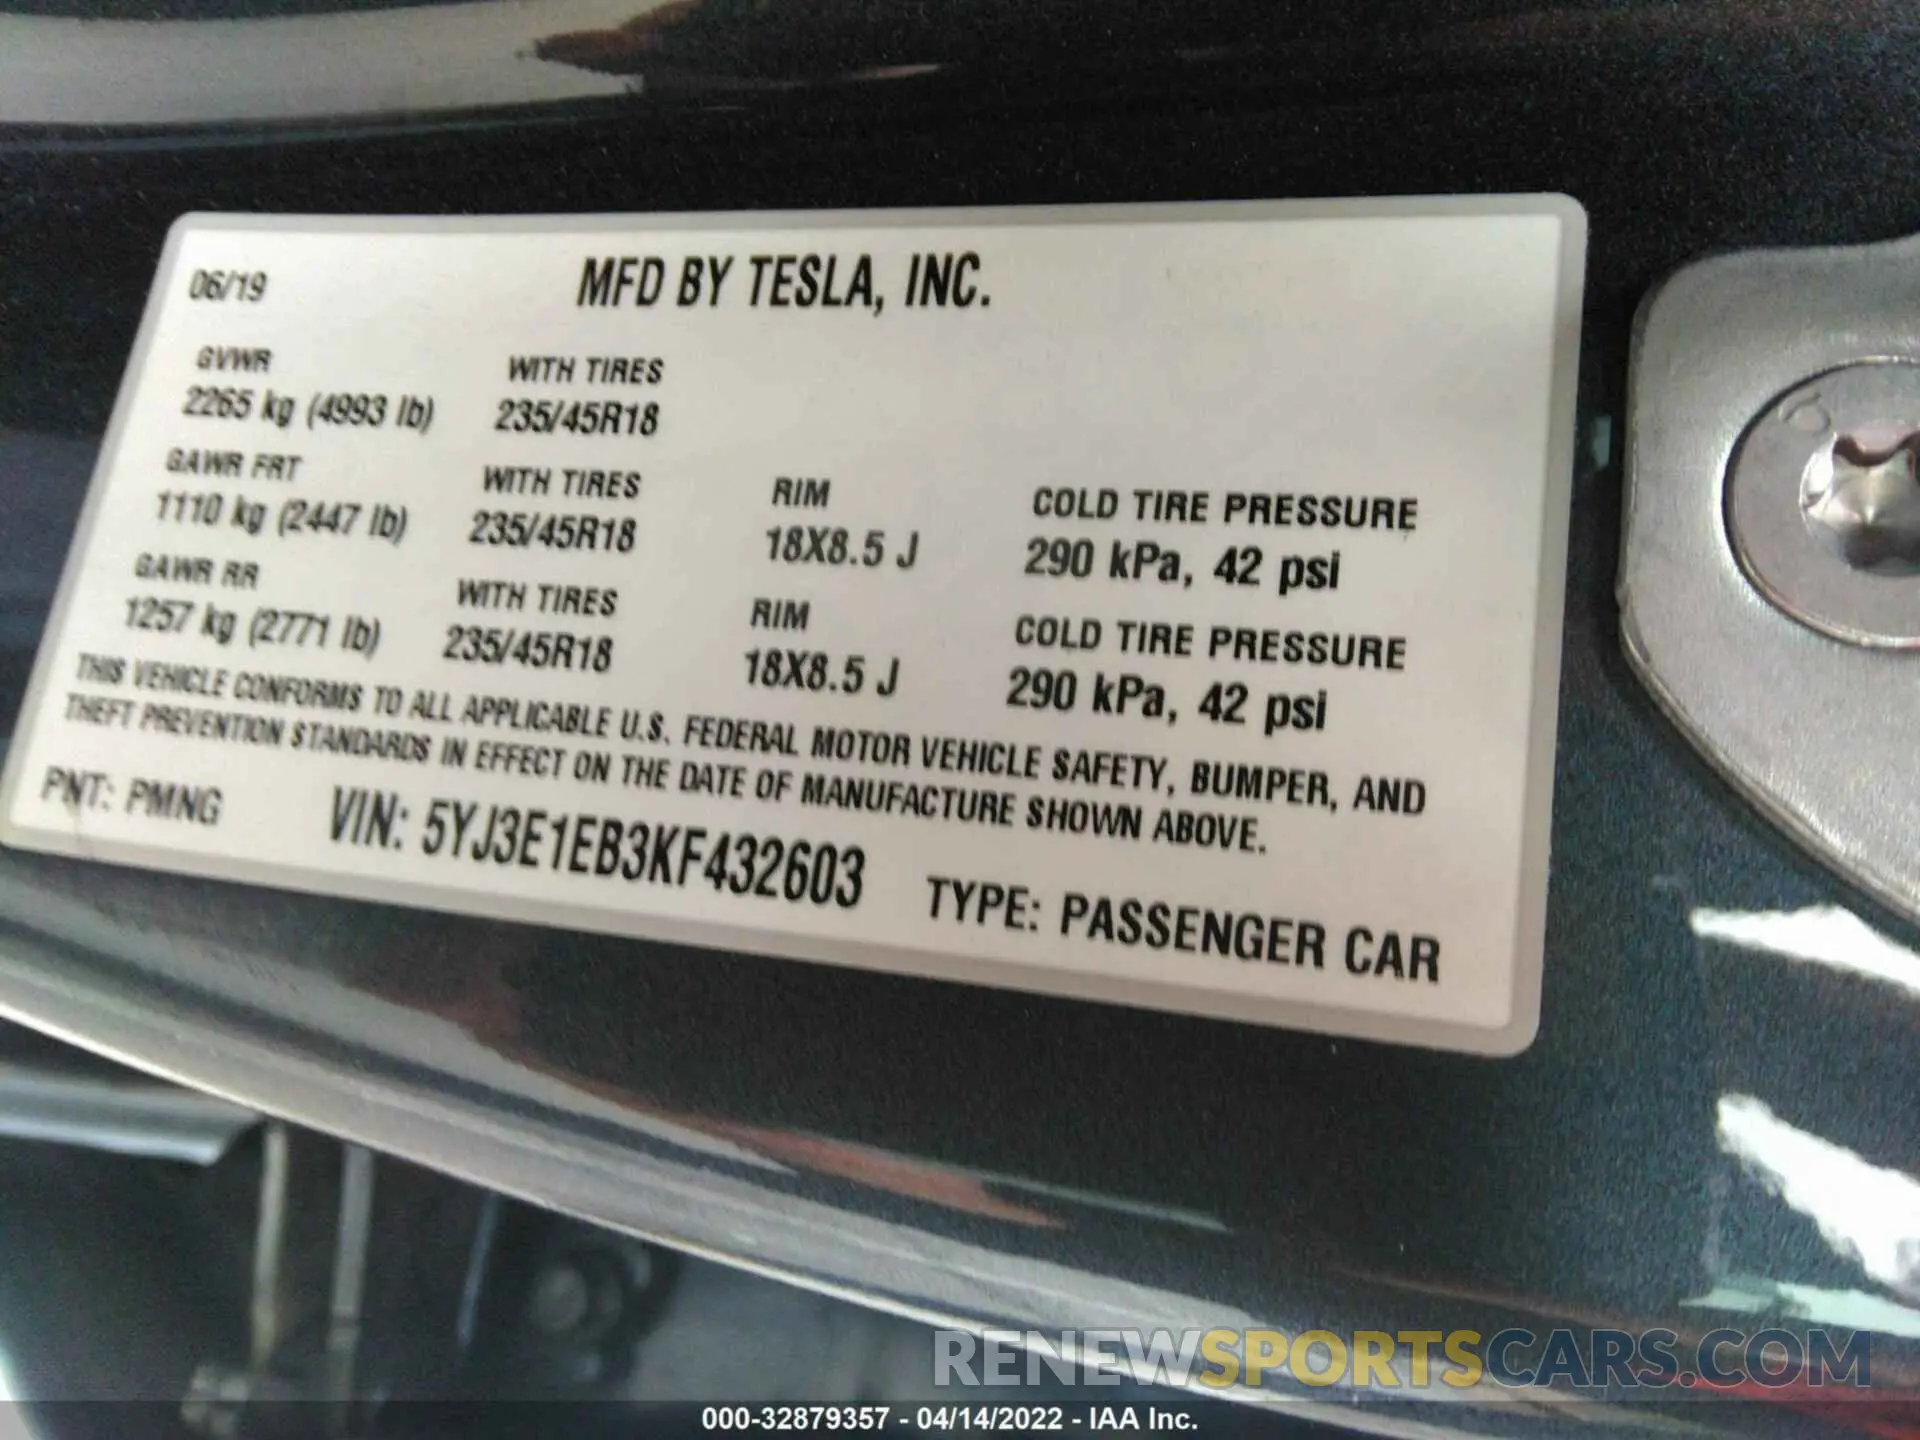 06/19 MFD BY TESLA, INC.
GVWR WITH TIRES
2265 kg (4993 lb) 235/45R18
GAWR FRT WITH TIRES RIM COLD TIRE PRESSURE
1110 kg (2447 lb) 235/45R18 18X8.5 J 290 kPa, 42 psi
GAWR RR WITH TIRES RIM COLD TIRE PRESSURE
1257 kg (2771 lb) 235/45R18 18X8.5 J 290 kPa, 42 psi
THIS VEHICLE CONFORMS TO ALL APPLICABLE U.S. FEDERAL MOTOR VEHICLE SAFETY, BUMPER, AND
THEFT PREVENTION STANDARDS IN EFFECT ON THE DATE OF MANUFACTURE SHOWN ABOVE.
PNT: PMNG VIN: 5YJ3E1EB3KF432603 TYPE: PASSENGER CAR
RENEWSPORTSCARS.COM
000-32879357 - 04/14/2022 - IAA Inc.